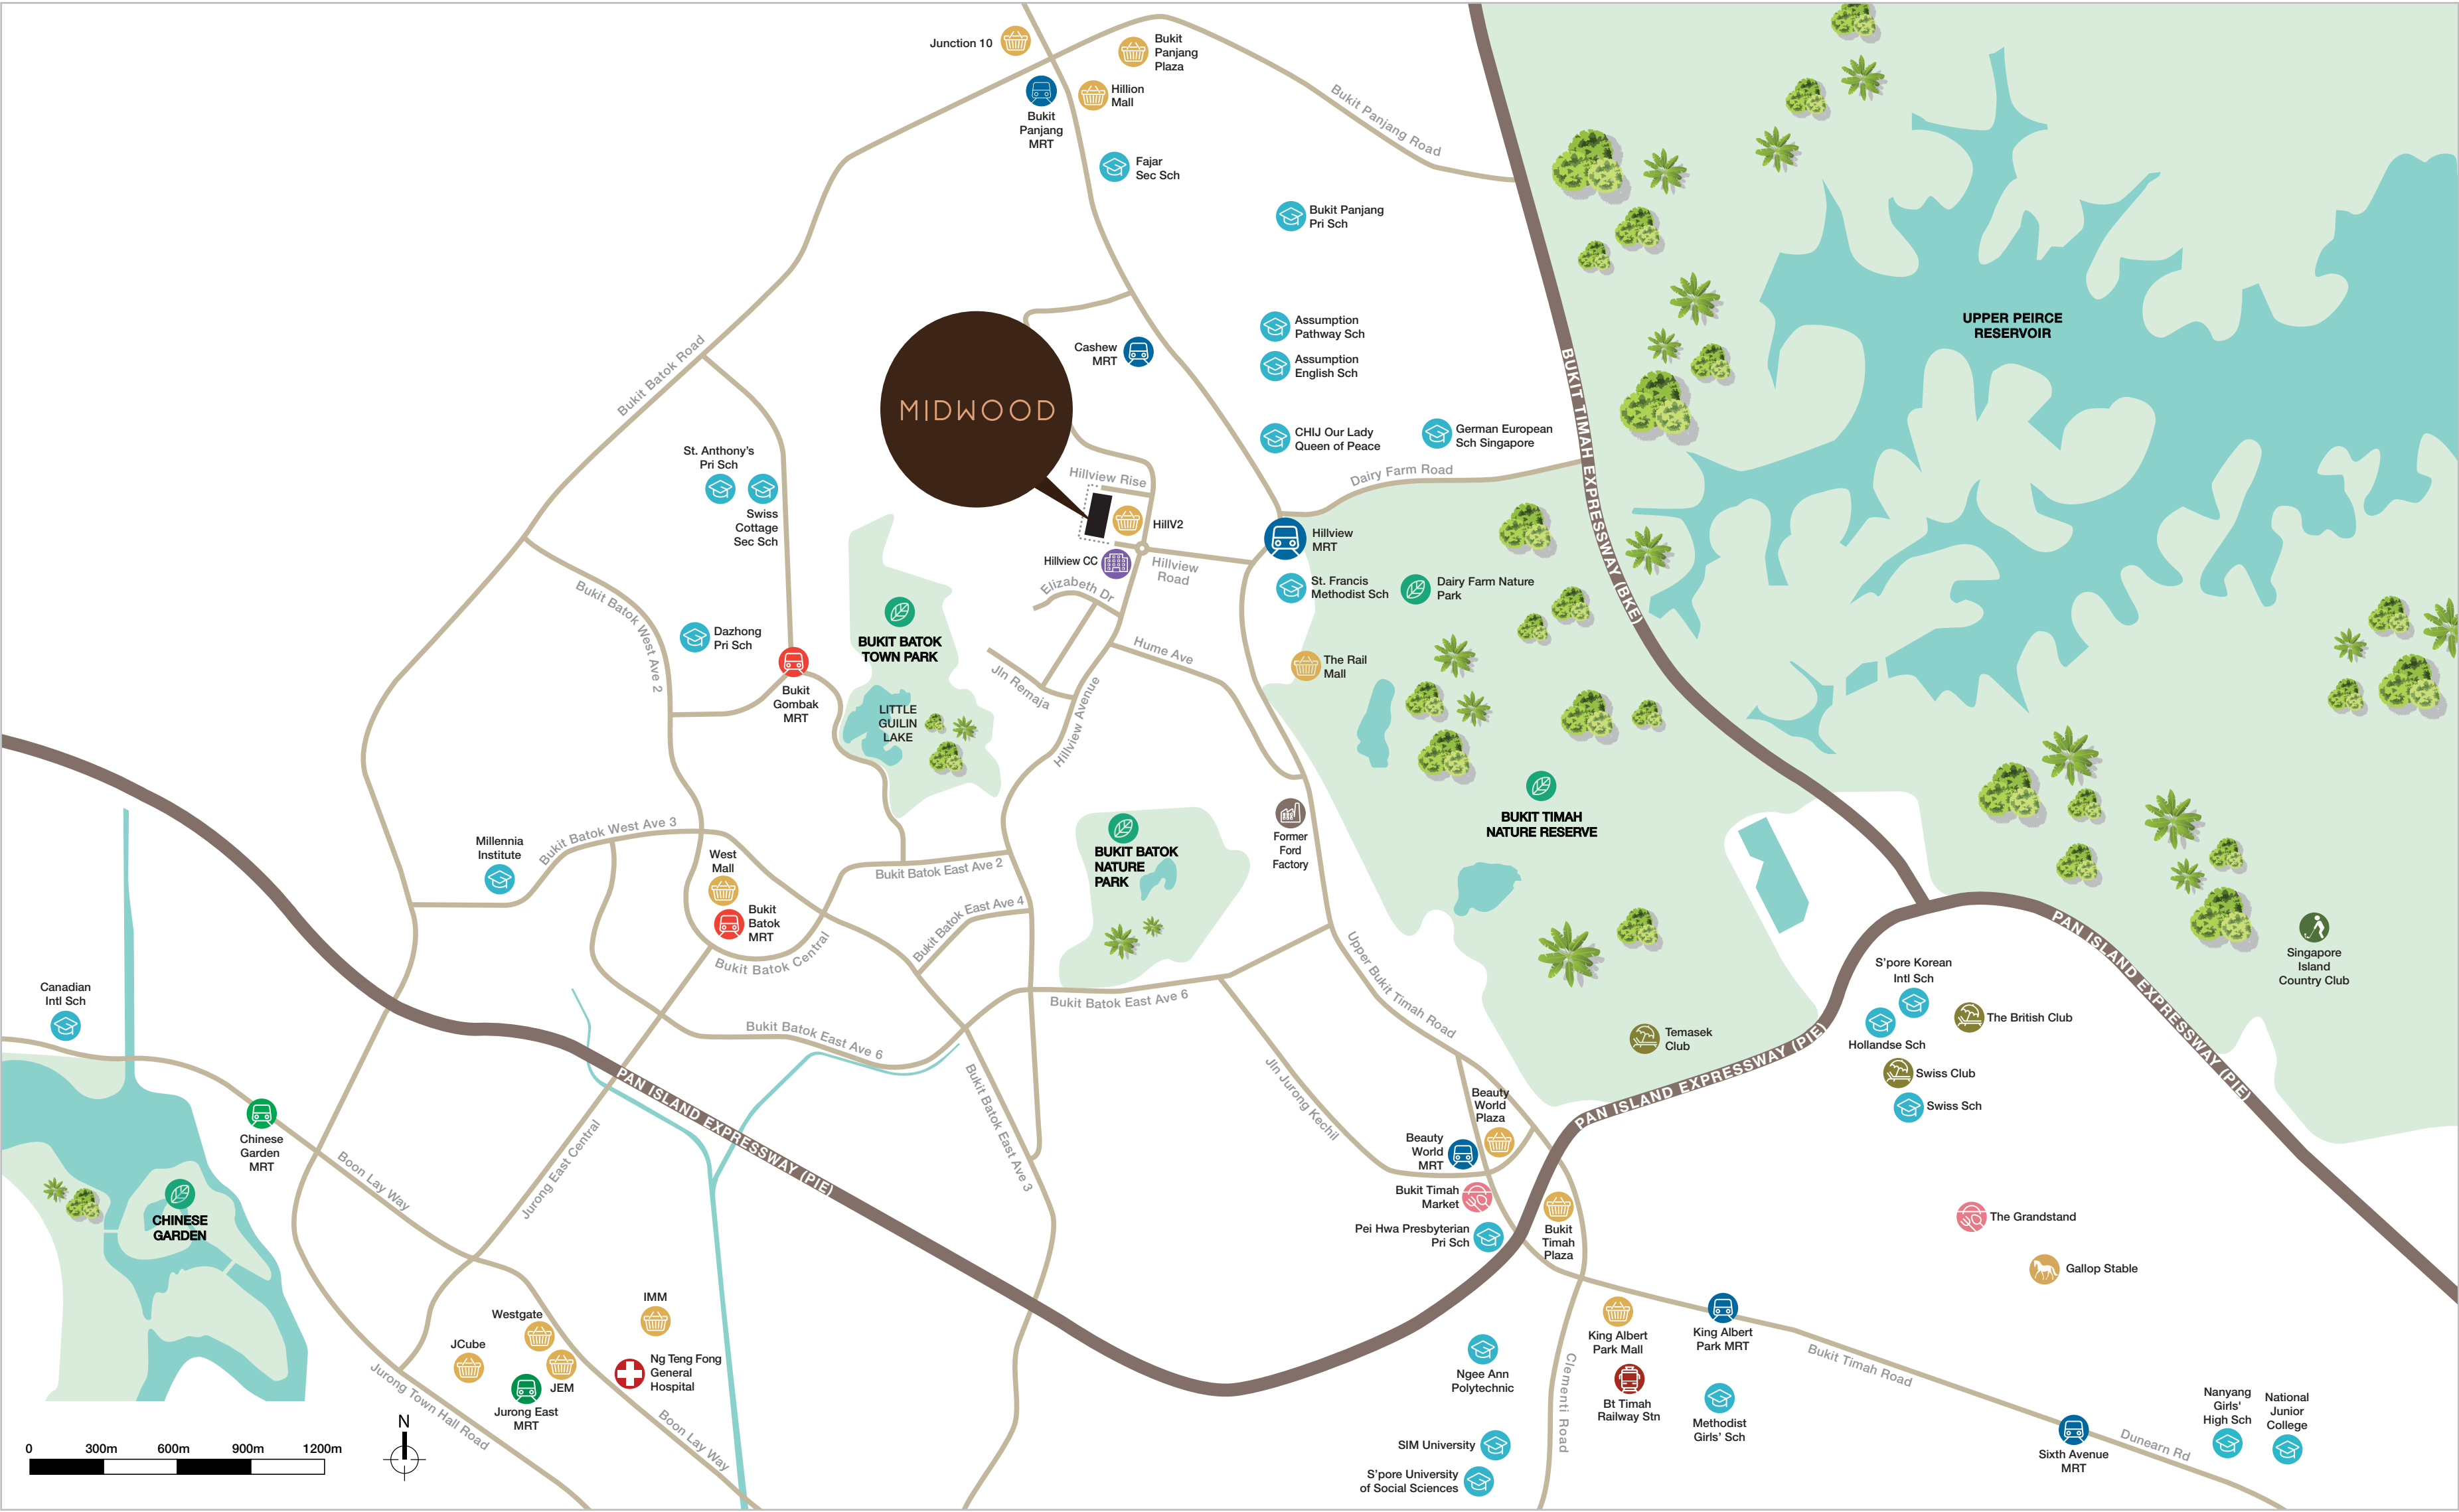 Junction 10
Bukit
Panjang
Plaza
Hillion
Mall
Bukit
Panjang
MRT
Bukit Panjang Road
Fajar
Sec Sch
Bukit Panjang
Pri Sch
UPPER PEIRCE
RESERVOIR
Assumption
Pathway Sch
Cashew
MRT
Assumption
English Sch
Bukit Batok Road
MIDWOOD
BUKIT TIMAH EXPRESSWAY (BKE)
CHIJ Our Lady
Queen of Peace
German European
Sch Singapore
St. Anthony's
Pri Sch
Dairy Farm Road
Hillview Rise
Swiss
Cottage
Sec Sch
HillV2
Hillview
MRT
Hillview CC
Hillview
Road
Elizabeth Dr
St. Francis
Methodist Sch
Dairy Farm Nature
Park
Bukit Batok West Ave 2
Dazhong
Pri Sch
BUKIT BATOK
TOWN PARK
Hume Ave
The Rail
Mall
Jln Remaja
Bukit
Gombak
MRT
LITTLE
GUILIN
LAKE
Hillview Avenue
BUKIT TIMAH
NATURE RESERVE
Former
Ford
Factory
Bukit Batok West Ave 3
Millennia
Institute
West
Mall
Bukit Batok East Ave 2
BUKIT BATOK
NATURE
PARK
Bukit
Batok
MRT
Bukit Batok East Ave 4
Bukit Batok Central
PAN ISLAND EXPRESSWAY (PIE)
Singapore
Island
Country Club
Upper Bukit Timah Road
S'pore Korean
Intl Sch
Canadian
Intl Sch
Bukit Batok East Ave 6
Bukit Batok East Ave 6
The British Club
Hollandse Sch
Temasek
Club
Swiss Club
Swiss Sch
PAN ISLAND EXPRESSWAY (PIE)
Jln Jurong Kechil
Beauty
World
Plaza
Beauty
World
MRT
Bukit Batok East Ave 3
PAN ISLAND EXPRESSWAY (PIE)
Chinese
Garden
MRT
Boon Lay Way
Jurong East Central
CHINESE
GARDEN
Bukit Timah
Market
Pei Hwa Presbyterian
Pri Sch
Bukit
Timah
Plaza
The Grandstand
Gallop Stable
IMM
Westgate
JCube
JEM
Jurong East
MRT
Ng Teng Fong
General
Hospital
King Albert
Park Mall
King Albert
Park MRT
Bukit Timah Road
Ngee Ann
Polytechnic
Clementi Road
Bt Timah
Railway Stn
Methodist
Girls' Sch
Jurong Town Hall Road
Boon Lay Way
Nanyang
Girls'
High Sch
National
Junior
College
Dunearn Rd
Sixth Avenue
MRT
SIM University
S'pore University
of Social Sciences
N
0 300m 600m 900m 1200m